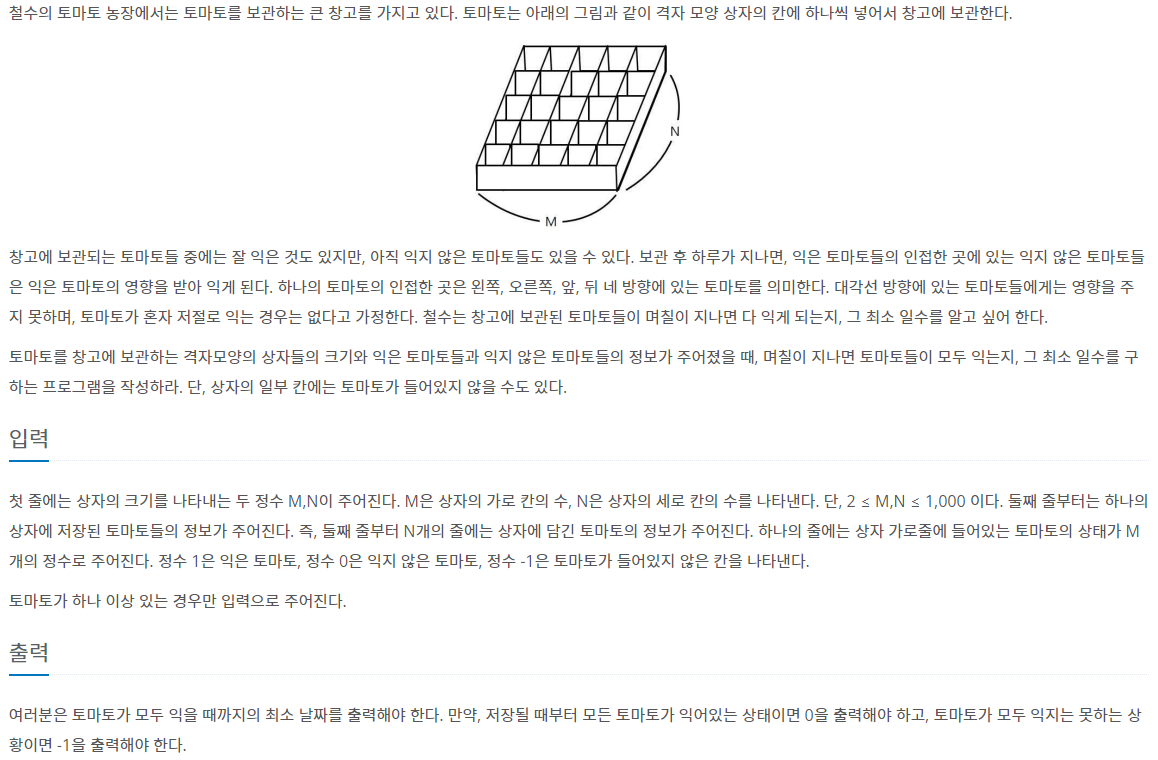 철수의 토마토 농장에서는 토마토를 보관하는 큰 창고를 가지고 있다. 토마토는 아래의 그림과 같이 격자 모양 상자의 칸에 하나씩 넣어서 창고에 보관한다.
N
M
창고에 보관되는 토마토들 중에는 잘 익은 것도 있지만, 아직 익지 않은 토마토들도 있을 수 있다. 보관 후 하루가 지나면, 익은 토마토들의 인접한 곳에 있는 익지 않은 토마토들
은 익은 토마토의 영향을 받아 익게 된다. 하나의 토마토의 인접한 곳은 왼쪽, 오른쪽, 앞, 뒤 네 방향에 있는 토마토를 의미한다. 대각선 방향에 있는 토마토들에게는 영향을 주
지 못하며, 토마토가 혼자 저절로 익는 경우는 없다고 가정한다. 철수는 창고에 보관된 토마토들이 며칠이 지나면 다 익게 되는지, 그 최소 일수를 알고 싶어 한다.
토마토를 창고에 보관하는 격자모양의 상자들의 크기와 익은 토마토들과 익지 않은 토마토들의 정보가 주어졌을 때, 며칠이 지나면 토마토들이 모두 익는지, 그 최소 일수를 구
하는 프로그램을 작성하라. 단, 상자의 일부 칸에는 토마토가 들어있지 않을 수도 있다.
입력
첫 줄에는 상자의 크기를 나타내는 두 정수 M,N이 주어진다. M은 상자의 가로 칸의 수, N은 상자의 세로 칸의 수를 나타낸다. 단, 2 ≤ M,N ≤ 1,000 이다. 둘째 줄부터는 하나의
상자에 저장된 토마토들의 정보가 주어진다. 즉, 둘째 줄부터 N개의 줄에는 상자에 담긴 토마토의 정보가 주어진다. 하나의 줄에는 상자 가로줄에 들어있는 토마토의 상태가 M
개의 정수로 주어진다. 정수 1은 익은 토마토, 정수 0은 익지 않은 토마토, 정수 -1은 토마토가 들어있지 않은 칸을 나타낸다.
토마토가 하나 이상 있는 경우만 입력으로 주어진다.
출력
여러분은 토마토가 모두 익을 때까지의 최소 날짜를 출력해야 한다. 만약, 저장될 때부터 모든 토마토가 익어있는 상태이면 0을 출력해야 하고, 토마토가 모두 익지는 못하는 상
황이면 -1을 출력해야 한다.